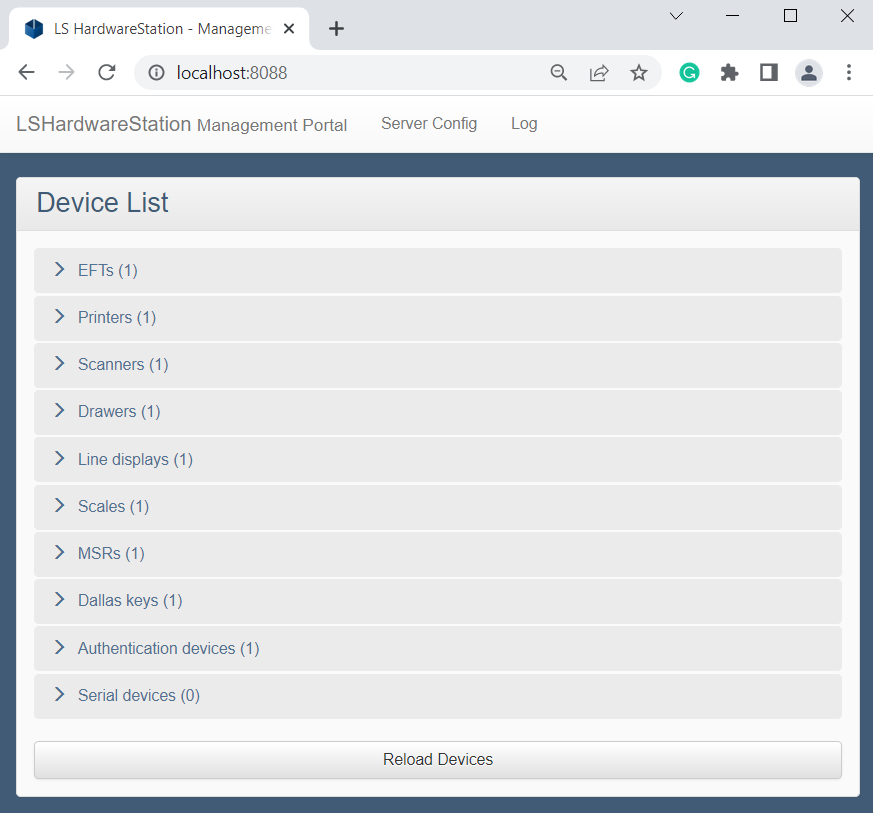 LS HardwareStation - Manageme
localhost:8088
LSHardwareStation Management Portal Server Config Log
Device List
EFTs (1)
Printers (1)
Scanners (1)
Drawers (1)
Line displays (1)
Scales (1)
MSRs (1)
Dallas keys (1)
Authentication devices (1)
Serial devices (0)
Reload Devices